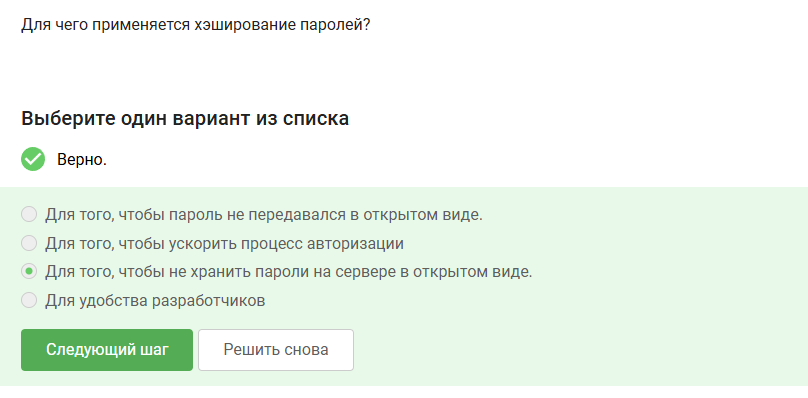 Для чего применяется хэширование паролей?
Выберите один вариант из списка
Верно.
Для того, чтобы пароль не передавался в открытом виде.
Для того, чтобы ускорить процесс авторизации
Для того, чтобы не хранить пароли на сервере в открытом виде.
Для удобства разработчиков
Следующий шаг
Решить снова